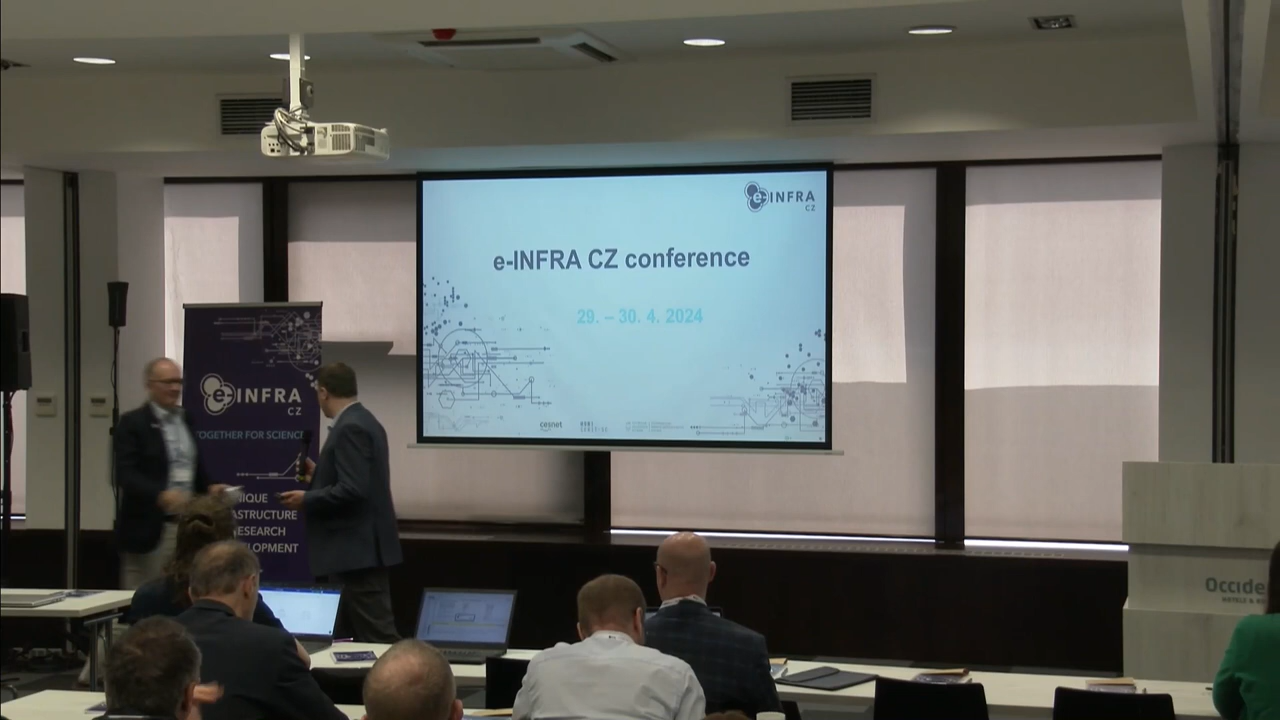 e-INFRA
CZ
e-INFRA CZ conference
29. – 30. 4. 2024
cesnet
e-INFRA
CZ
TOGETHER FOR SCIENCE
NIQUE
ASTRUCTURE
ESEARCH
LOPMENT
Occide
HOTELS & R